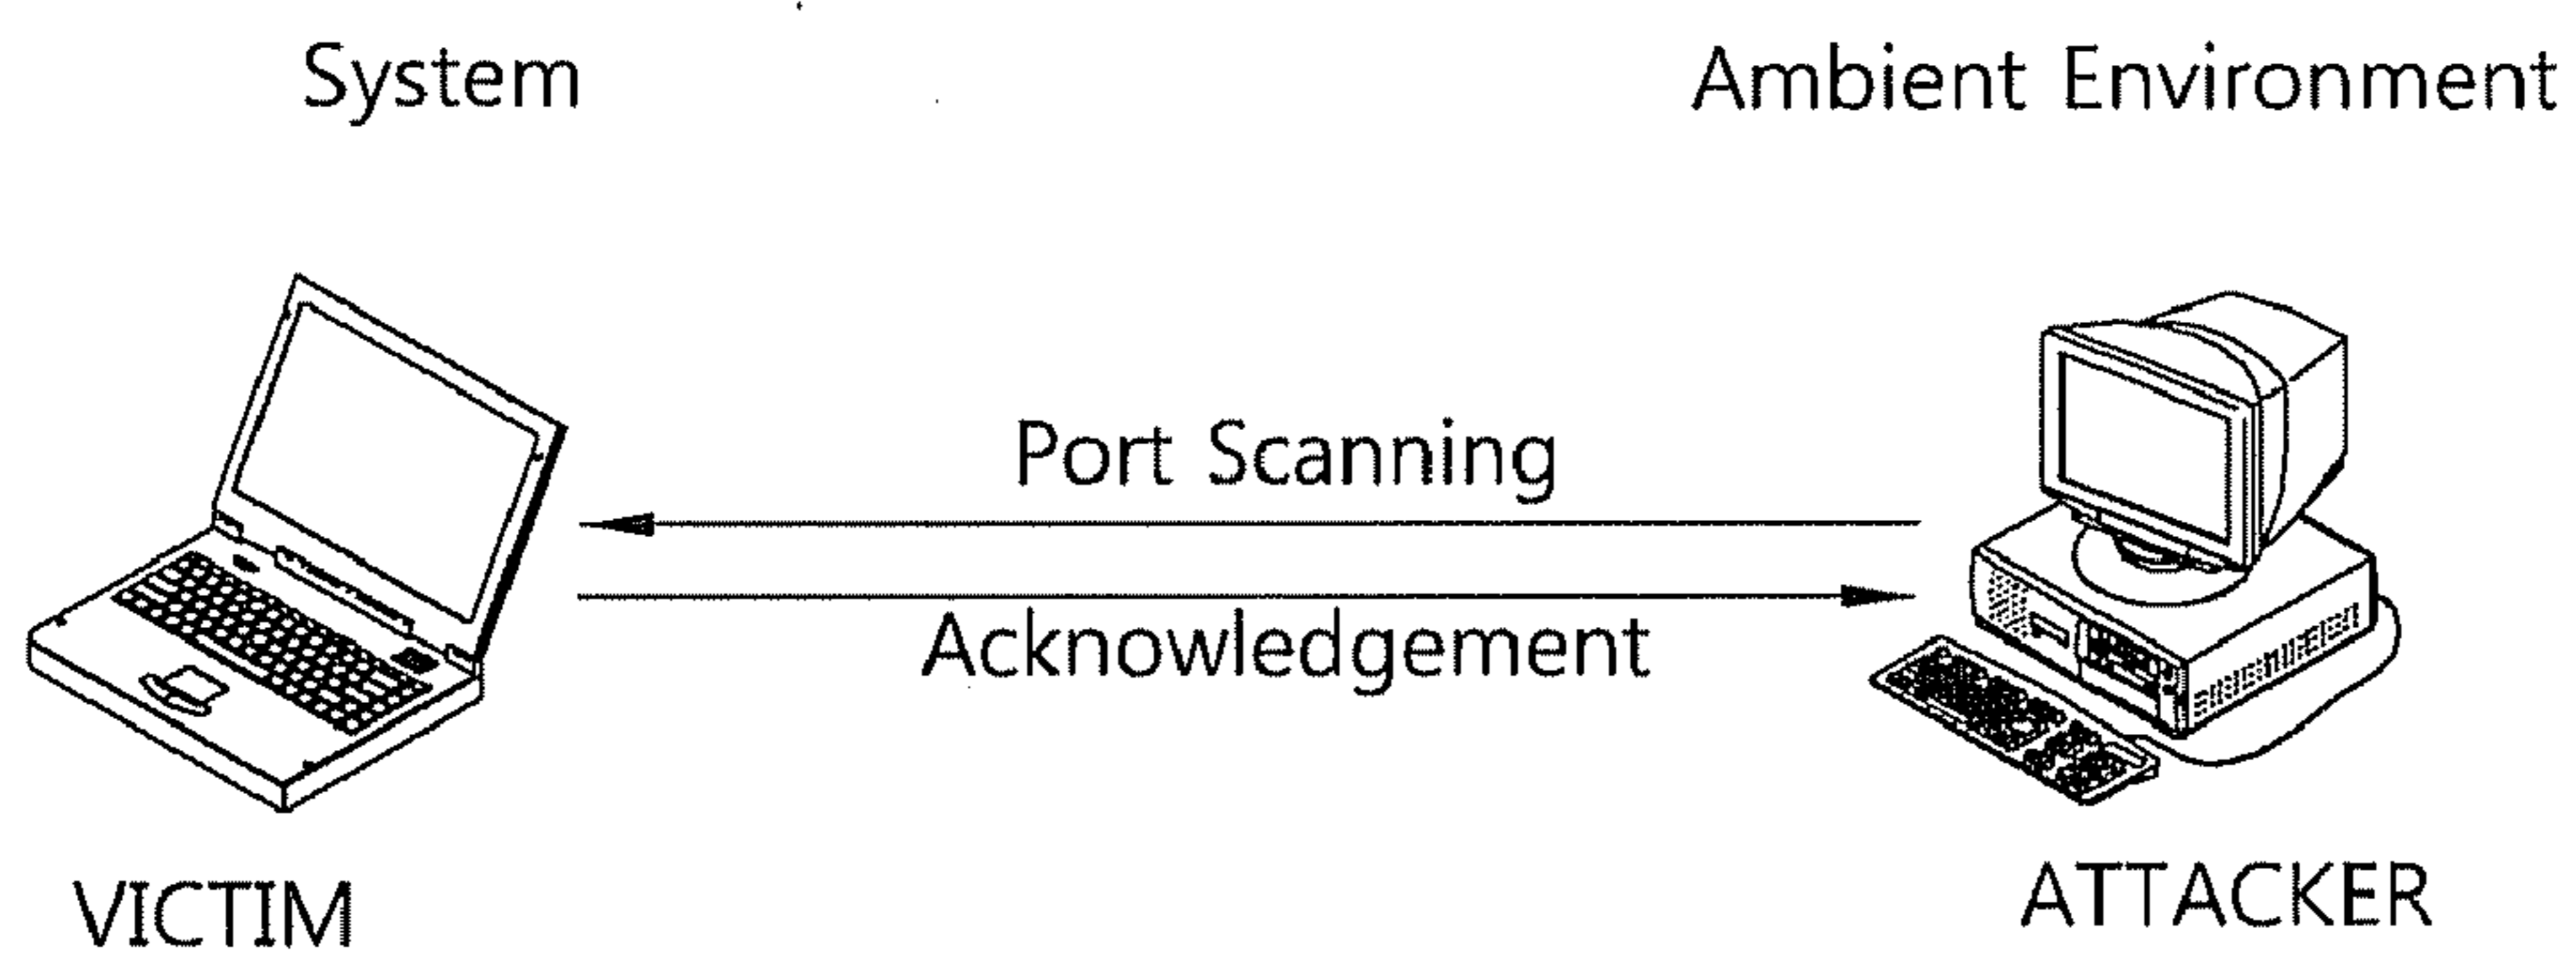 System
Ambient Environment
Port Scanning
Acknowledgement
VICTIM
ATTACKER